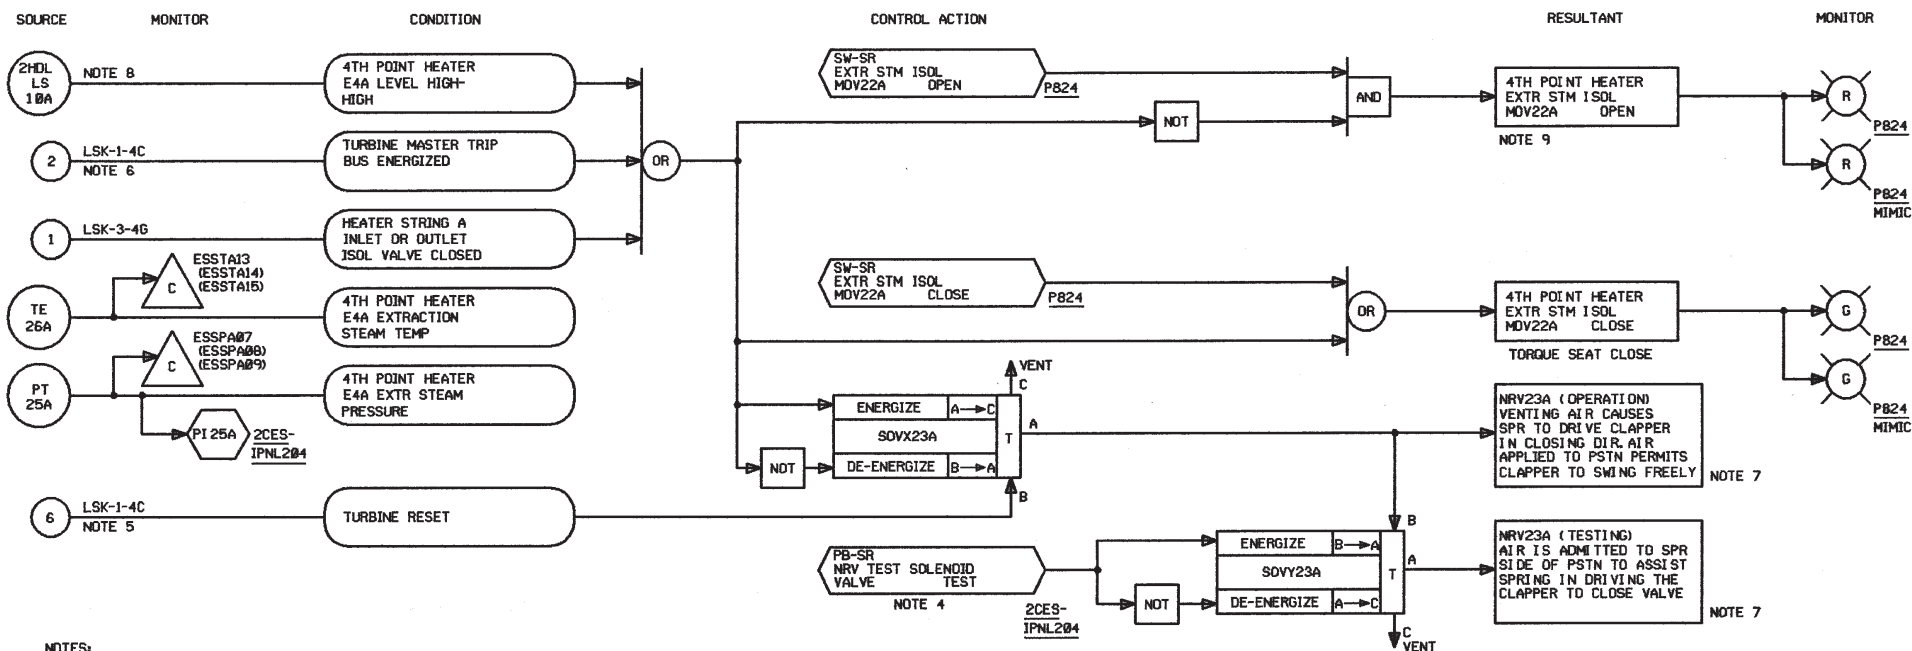 SOURCE MONITOR CONDITION CONTROL ACTION RESULTANT MONITOR
2HDL
LS
10A
NOTE 8
4TH POINT HEATER
E4A LEVEL HIGH-
HIGH
SW-SR
EXTR STM ISOL
MOV22A OPEN
P824
AND
4TH POINT HEATER
EXTR STM ISOL
MOV22A OPEN
NOTE 9
R
P824
R
P824
MIMIC
NOT
2
LSK-1-4C
NOTE 6
TURBINE MASTER TRIP
BUS ENERGIZED
OR
1
LSK-3-4G
HEATER STRING A
INLET OR OUTLET
ISOL VALVE CLOSED
ESSTA13
(ESSTA14)
(ESSTA15)
C
TE
26A
4TH POINT HEATER
E4A EXTRACTION
STEAM TEMP
SW-SR
EXTR STM ISOL
MOV22A CLOSE
P824
OR
4TH POINT HEATER
EXTR STM ISOL
MOV22A CLOSE
TORQUE SEAT CLOSE
G
P824
G
P824
MIMIC
ESSPA07
(ESSPA08)
(ESSPA09)
C
PT
25A
4TH POINT HEATER
E4A EXTR STEAM
PRESSURE
PI25A
2CES-
IPNL204
VENT
C
ENERGIZE A→C
SOVX23A
T
A
NOT
DE-ENERGIZE B→A
B
NRV23A (OPERATION)
VENTING AIR CAUSES
SPR TO DRIVE CLAPPER
IN CLOSING DIR. AIR
APPLIED TO PSTN PERMITS
CLAPPER TO SWING FREELY
NOTE 7
6
LSK-1-4C
NOTE 5
TURBINE RESET
PB-SR
NRV TEST SOLENOID
VALVE TEST
NOTE 4
2CES-
IPNL204
NOT
B
ENERGIZE B→A
SOVY23A
T
A
DE-ENERGIZE A→C
C
VENT
NRV23A (TESTING)
AIR IS ADMITTED TO SPR
SIDE OF PSTN TO ASSIST
SPRING IN DRIVING THE
CLAPPER TO CLOSE VALVE
NOTE 7
NOTES: